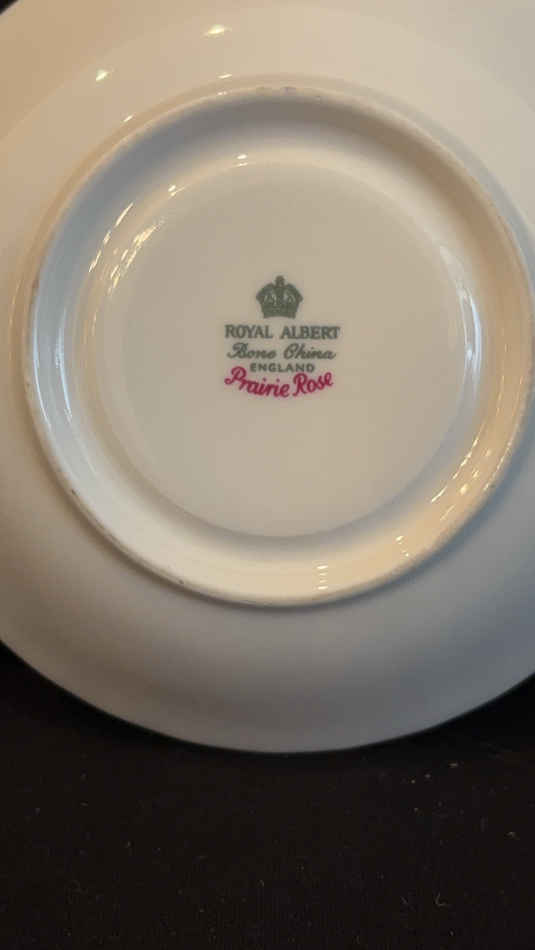 ROYAL ALBERT
Bone China
ENGLAND
Prairie Rose